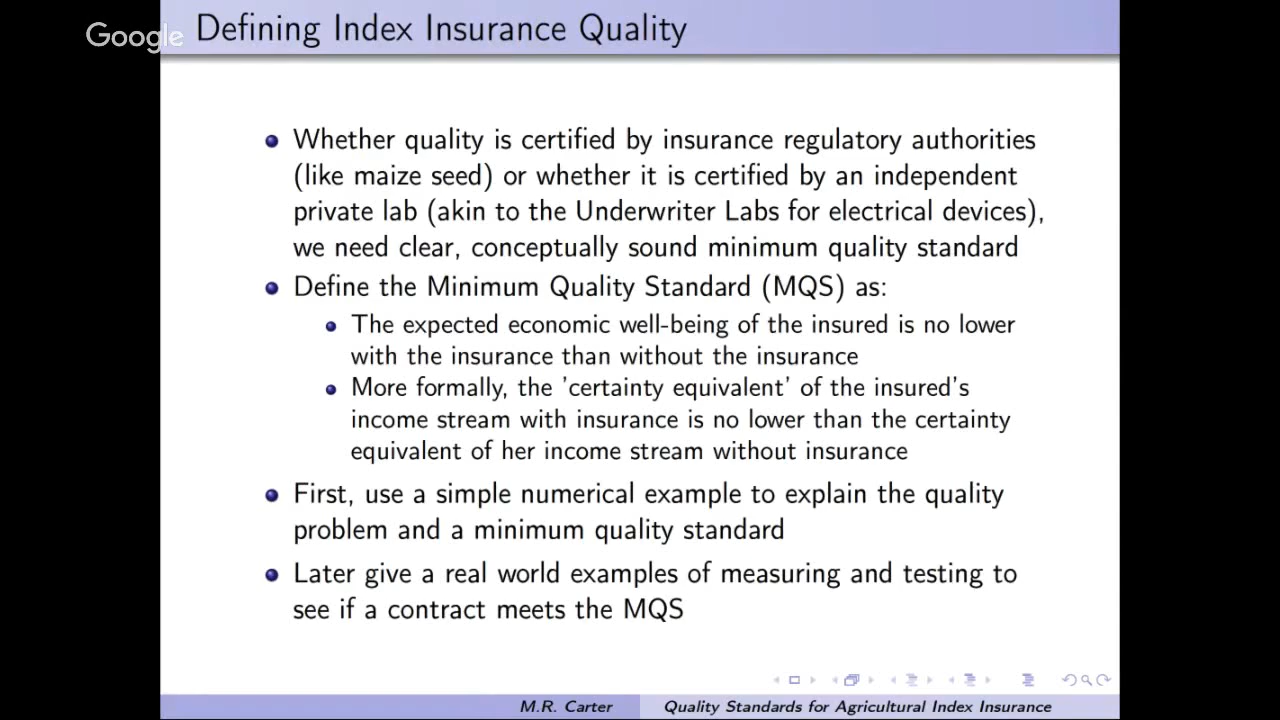 Google
Defining Index Insurance Quality
Whether quality is certified by insurance regulatory authorities
(like maize seed) or whether it is certified by an independent
private lab (akin to the Underwriter Labs for electrical devices),
we need clear, conceptually sound minimum quality standard
Define the Minimum Quality Standard (MQS) as:
The expected economic well-being of the insured is no lower
with the insurance than without the insurance
More formally, the 'certainty equivalent' of the insured's
income stream with insurance is no lower than the certainty
equivalent of her income stream without insurance
First, use a simple numerical example to explain the quality
problem and a minimum quality standard
Later give a real world examples of measuring and testing to
see if a contract meets the MQS
M.R. Carter
Quality Standards for Agricultural Index Insurance